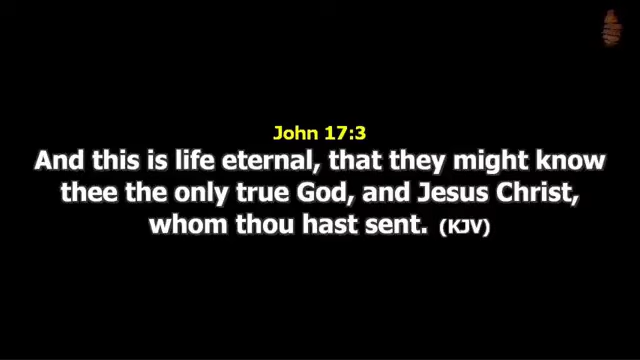 John 17:3
And this is life eternal, that they might know
thee the only true God, and Jesus Christ,
whom thou hast sent. (KJV)